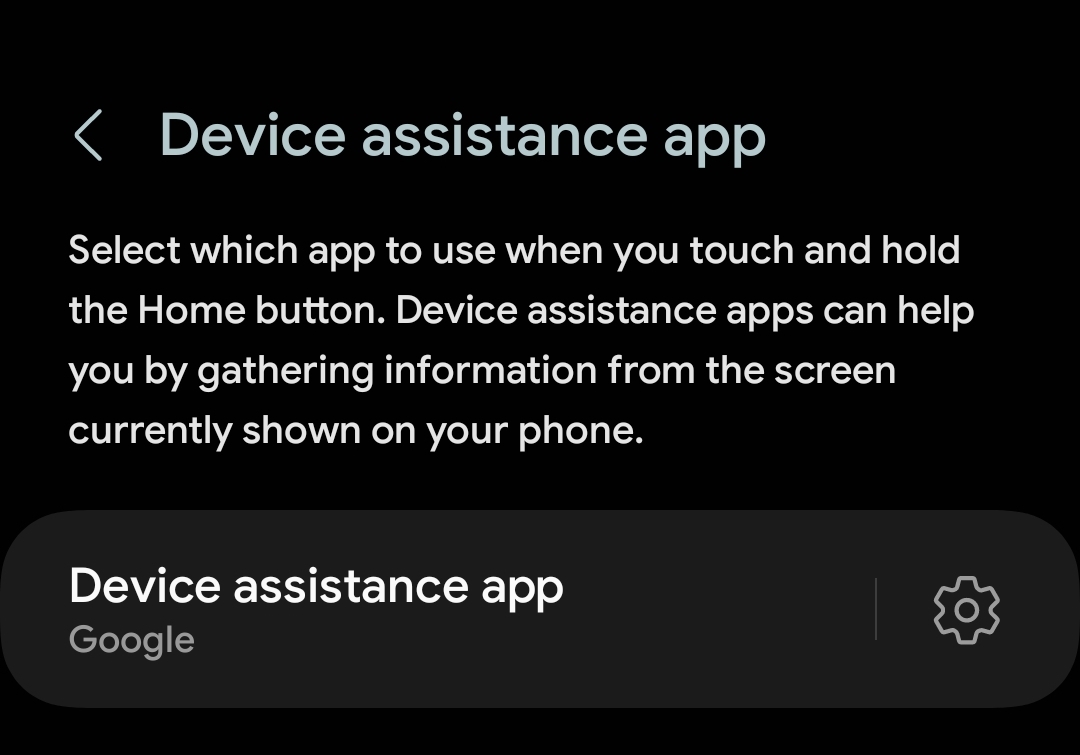 Device assistance app
Select which app to use when you touch and hold
the Home button. Device assistance apps can help
you by gathering information from the screen
currently shown on your phone.
Device assistance app
Google